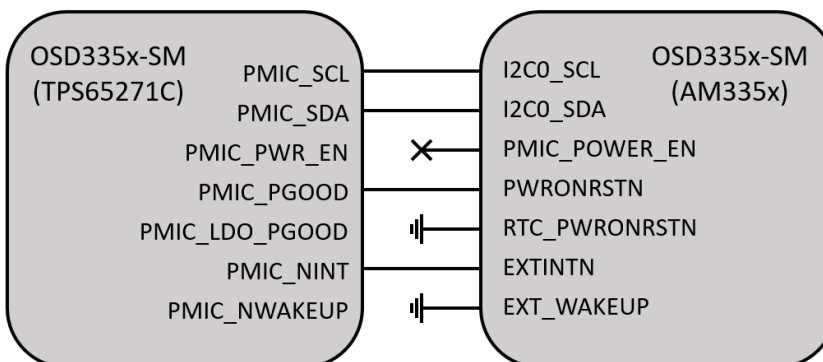 OSD335x-SM
(TPS65271C)
PMIC_SCL
PMIC_SDA
PMIC_PWR_EN
PMIC_PGOOD
PMIC_LDO_PGOOD
PMIC_NINT
PMIC_NWAKEUP
OSD335x-SM
(AM335x)
I2C0_SCL
I2C0_SDA
PMIC_POWER_EN
PWRONRSTN
RTC_PWRONRSTN
EXTINTN
EXT_WAKEUP